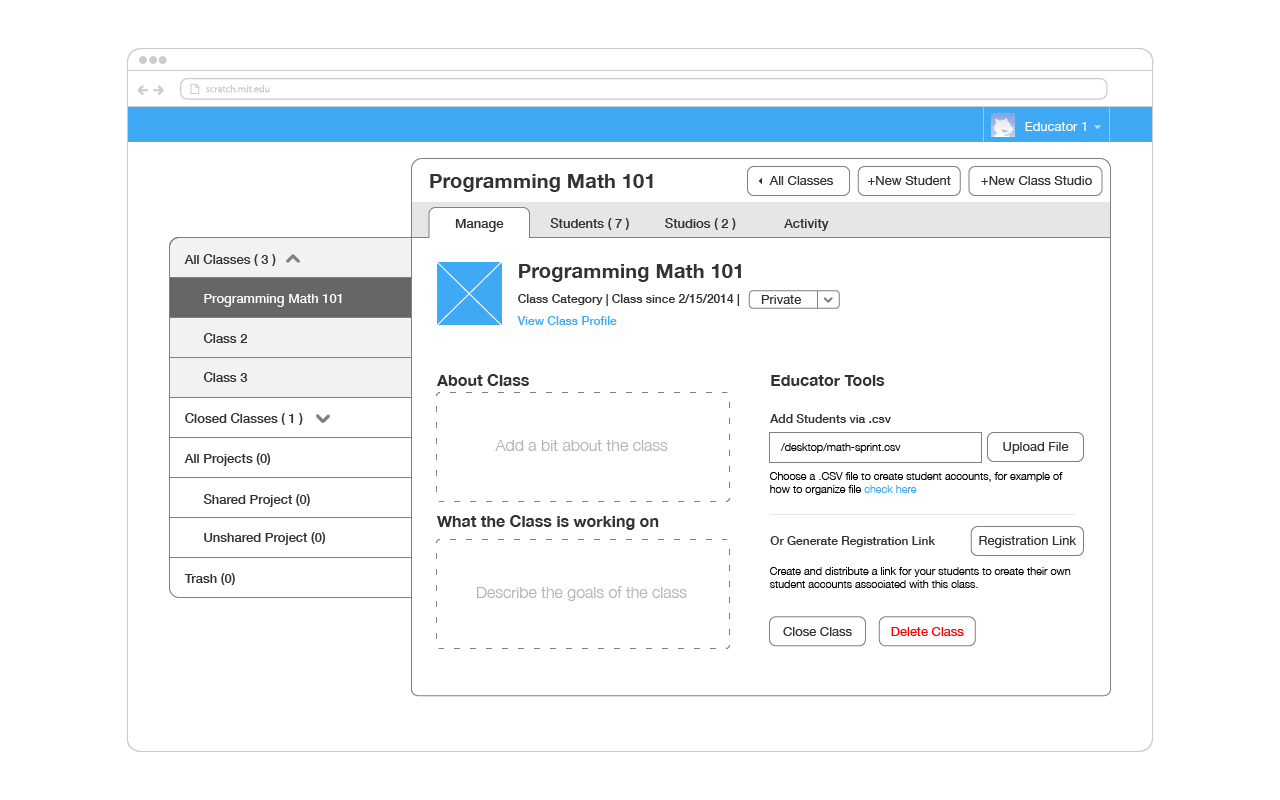 scratch.mit.edu
Educator 1
Programming Math 101
All Classes
+New Student
+New Class Studio
Manage
Students ( 7 )
Studios ( 2 )
Activity
All Classes ( 3 )
Programming Math 101
Class 2
Class 3
Closed Classes ( 1 )
All Projects (0)
Shared Project (0)
Unshared Project (0)
Trash (0)
Programming Math 101
Class Category | Class since 2/15/2014 |
Private
View Class Profile
About Class
Add a bit about the class
What the Class is working on
Describe the goals of the class
Educator Tools
Add Students via .csv
/desktop/math-sprint.csv
Upload File
Choose a .CSV file to create student accounts, for example of
how to organize file check here
Or Generate Registration Link
Registration Link
Create and distribute a link for your students to create their own
student accounts associated with this class.
Close Class
Delete Class